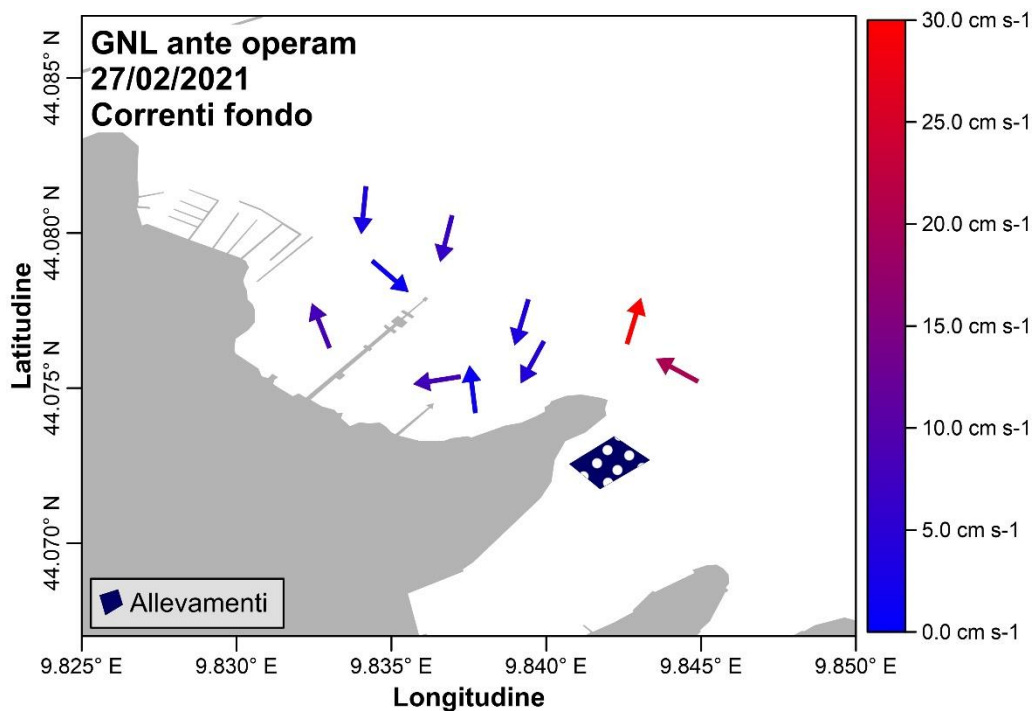 GNL ante operam
27/02/2021
Correnti fondo
Latitudine
44.085° N
44.080° N
44.075° N
44.070° N
Allevamenti
9.825° E
9.830° E
9.835° E
9.840° E
9.845° E
9.850° E
Longitudine
30.0 cm s-1
25.0 cm s-1
20.0 cm s-1
15.0 cm s-1
10.0 cm s-1
5.0 cm s-1
0.0 cm s-1